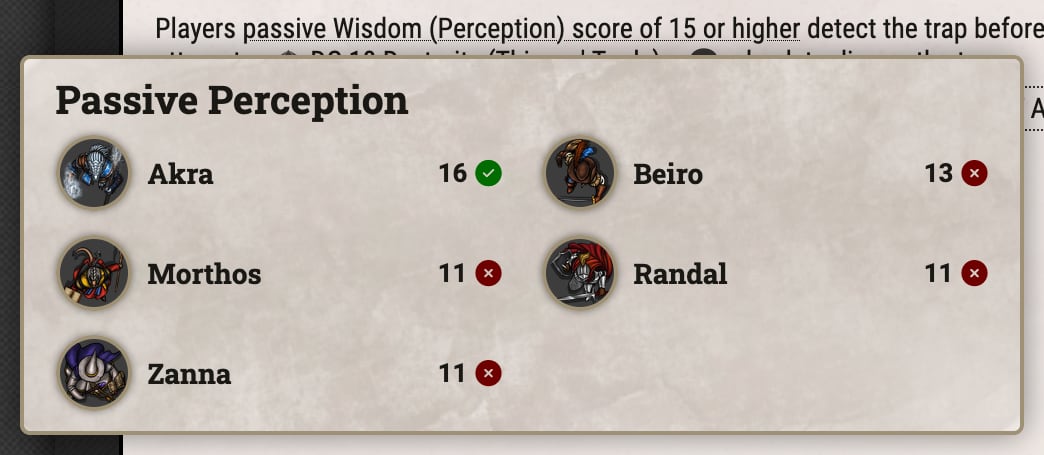 Players passive Wisdom (Perception) score of 15 or higher detect the trap before
Passive Perception
Akra 16
Beiro 13
Morthos 11
Randal 11
Zanna 11
A